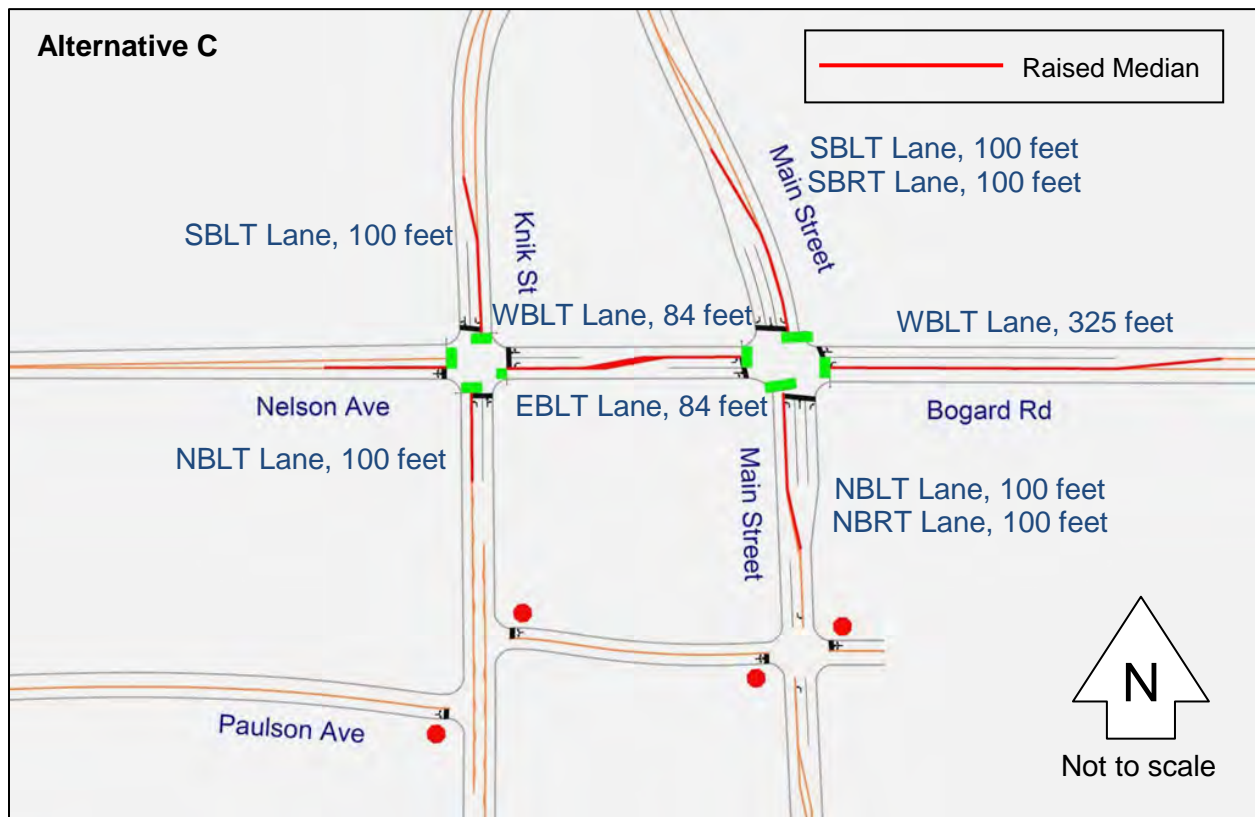 Alternative C
Raised Median
SBLT Lane, 100 feet
SBRT Lane, 100 feet
Main Street
Knik St
SBLT Lane, 100 feet
WBLT Lane, 84 feet
WBLT Lane, 325 feet
Nelson Ave
EBLT Lane, 84 feet
Bogard Rd
NBLT Lane, 100 feet
Main Street
NBLT Lane, 100 feet
NBRT Lane, 100 feet
Paulson Ave
N
Not to scale